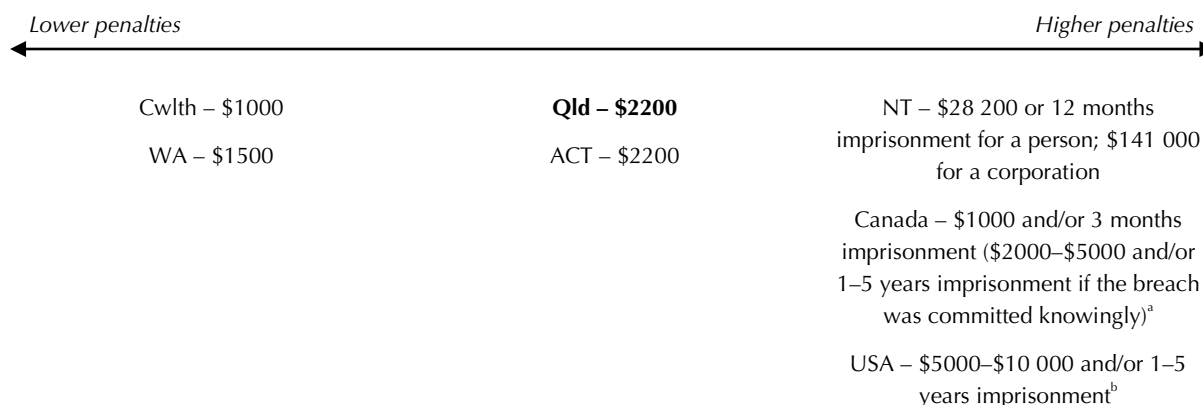 Lower penalties
Higher penalties
Cwlth – $1000
WA – $1500
Qld – $2200
ACT – $2200
NT – $28 200 or 12 months
imprisonment for a person; $141 000
for a corporation
Canada – $1000 and/or 3 months
imprisonment ($2000–$5000 and/or
1–5 years imprisonment if the breach
was committed knowingly)a
USA – $5000–$10 000 and/or 1–5
years imprisonmentb